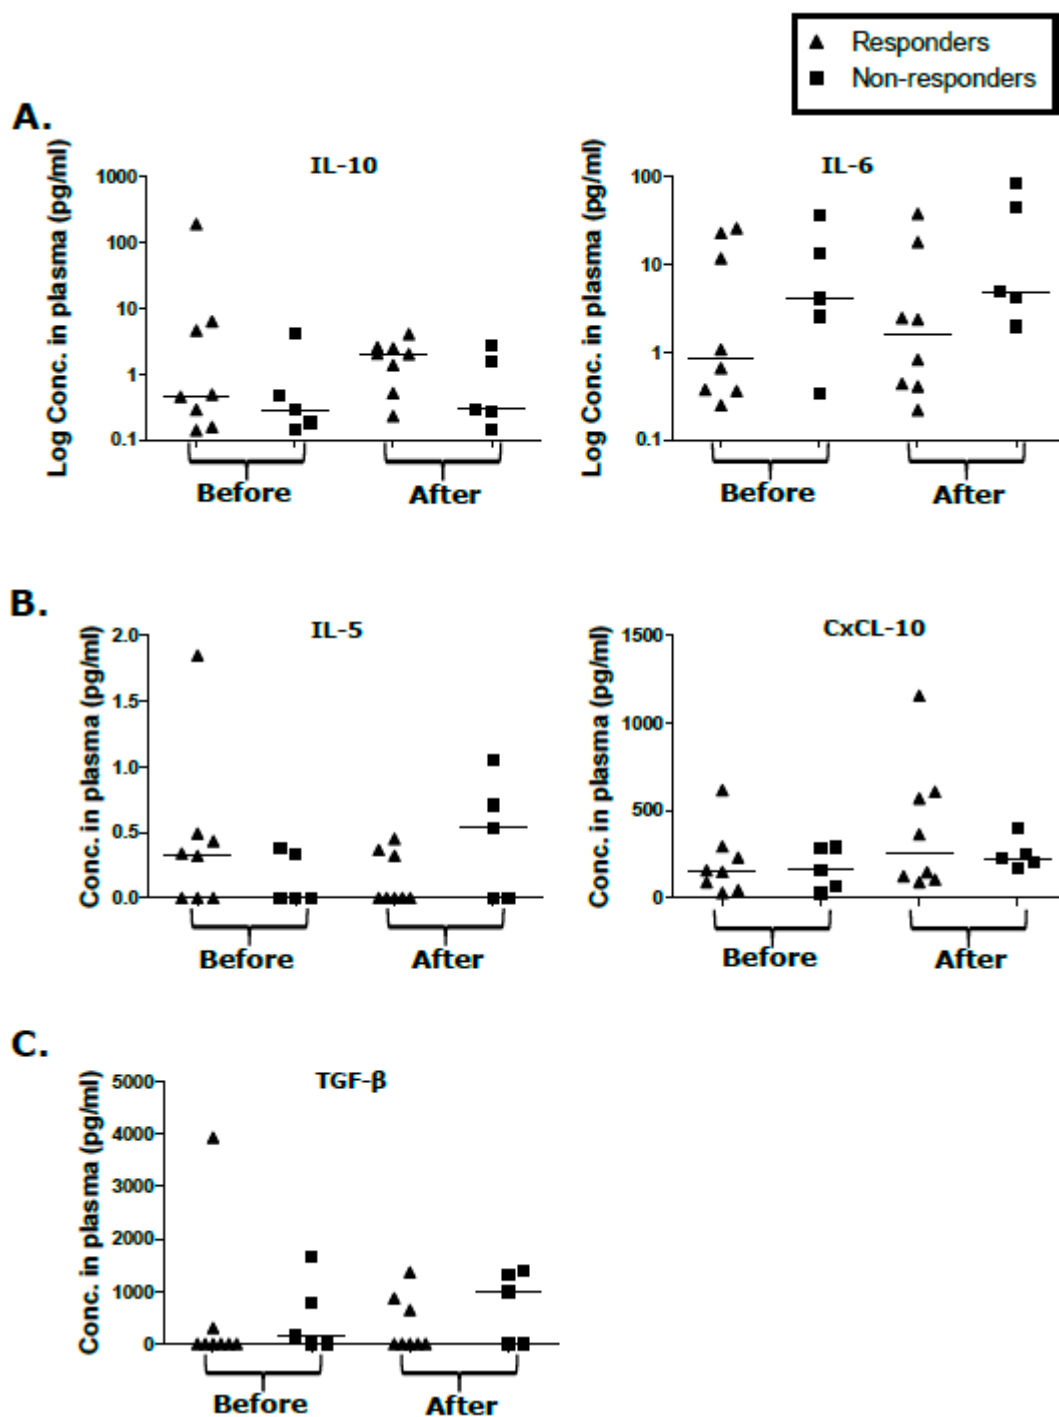 Responders
Non-responders
A.
IL-10
Log Conc. in plasma (pg/ml)
1000
100
10
1
0.1
Before
After
IL-6
Log Conc. in plasma (pg/ml)
100
10
1
0.1
Before
After
B.
IL-5
Conc. in plasma (pg/ml)
2.0
1.5
1.0
0.5
0.0
Before
After
CxCL-10
Conc. in plasma (pg/ml)
1500
1000
500
0
Before
After
C.
TGF-β
Conc. in plasma (pg/ml)
5000
4000
3000
2000
1000
0
Before
After